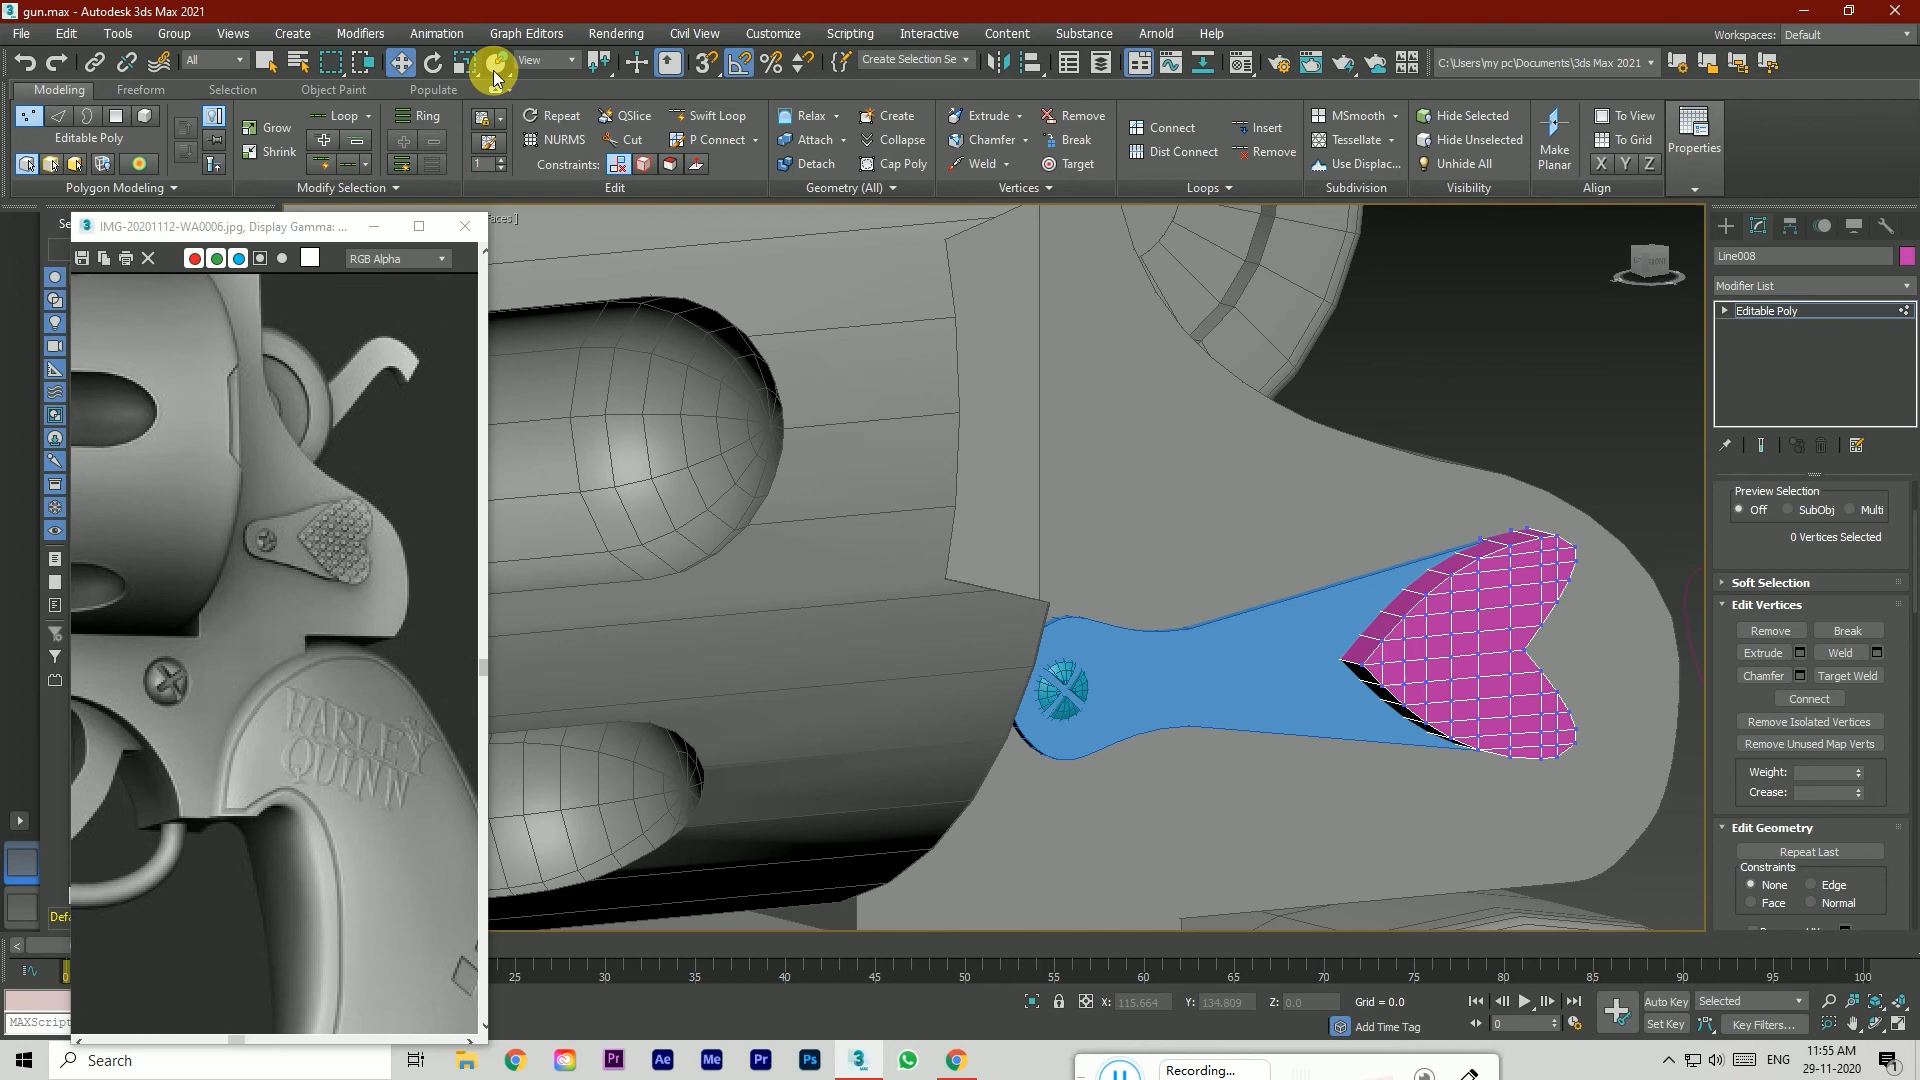 gun.max - Autodesk 3ds Max 2021
File Edit Tools Group Views Create Modifiers Animation Graph Editors Rendering Civil View Customize Scripting Interactive Content Substance Arnold Help
Workspaces: Default
All View Create Selection Se C:\Users\my pc\Documents\3ds Max 2021
Modeling Freeform Selection Object Paint Populate
Grow Loop Ring Repeat QSlice Swift Loop Relax Create Extrude Remove Connect Insert MSmooth Hide Selected To View
Editable Poly NURMS Cut P Connect Attach Collapse Chamfer Break Tessellate Hide Unselected To Grid
Shrink 1 Constraints: Detach Cap Poly Weld Target Dist Connect Remove Use Displac... Unhide All Make Planar X Y Z Properties
Polygon Modeling Modify Selection Edit Geometry (All) Vertices Loops Subdivision Visibility Align
IMG-20201112-WA0006.jpg, Display Gamma: ...
RGB Alpha
HARLEY
QUINN
Line008
Modifier List
Editable Poly
Preview Selection
Off SubObj Multi
0 Vertices Selected
Soft Selection
Edit Vertices
Remove Break
Extrude Weld
Chamfer Target Weld
Connect
Remove Isolated Vertices
Remove Unused Map Verts
Weight:
Crease:
Edit Geometry
Repeat Last
Constraints
None Edge
Face Normal
25 30 35 40 45 50 55 60 65 70 75 80 85 90 95 100
X: 115.664 Y: 134.809 Z: 0.0 Grid = 0.0
Add Time Tag
0
Auto Key Selected
Set Key Key Filters...
MAXScript
Search
Recording...
ENG
11:55 AM
29-11-2020